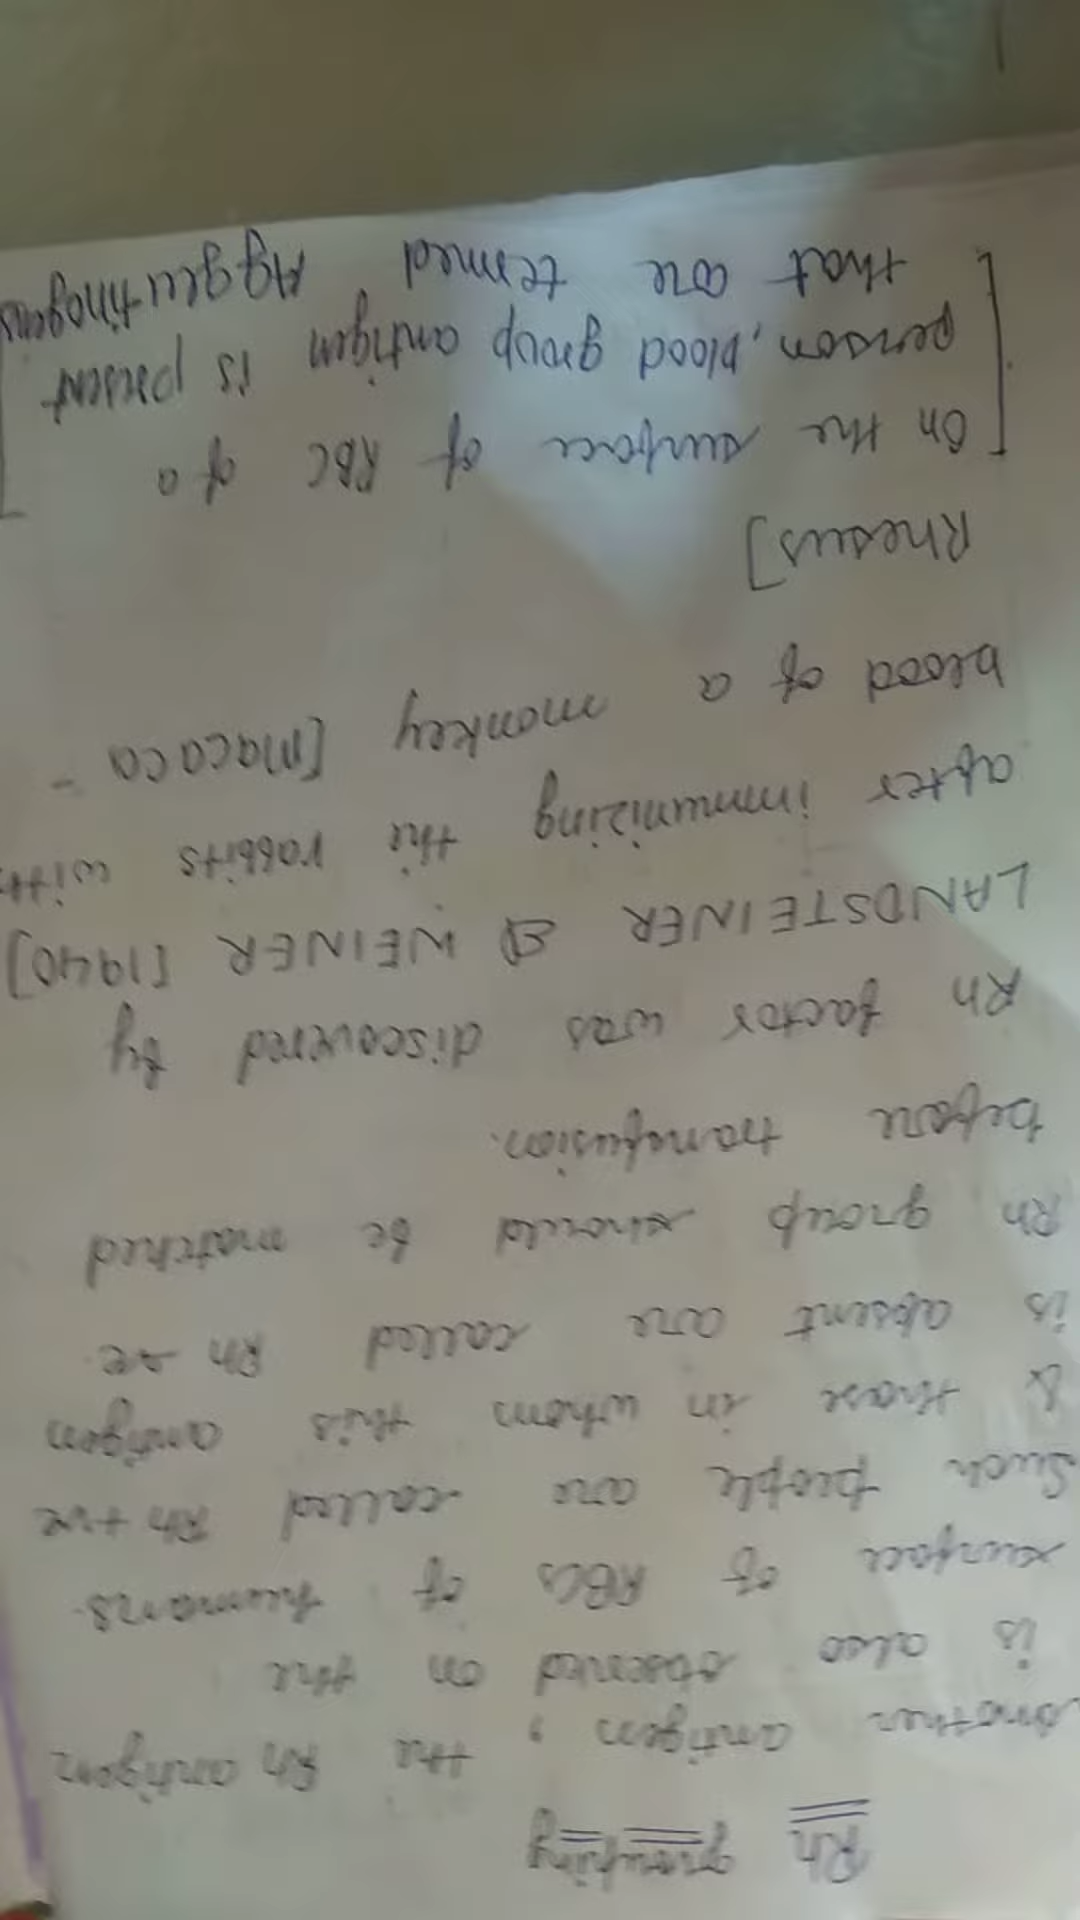 Rh grouping
Another antigen, the Rh antigen
is also observed on the
surface of RBCs of humans.
Such people are called Rh +ve
& those in whom this antigen
is absent are called Rh -ve.
Rh group should be matched
before transfusion.
Rh factor was discovered by
LANDSTEINER & WEINER [1940]
after immunizing the rabbits with
blood of a monkey [Macaca -
Rhesus]
[On the surface of RBC of a
person, blood group antigen is present
that are termed Agglutinogens]